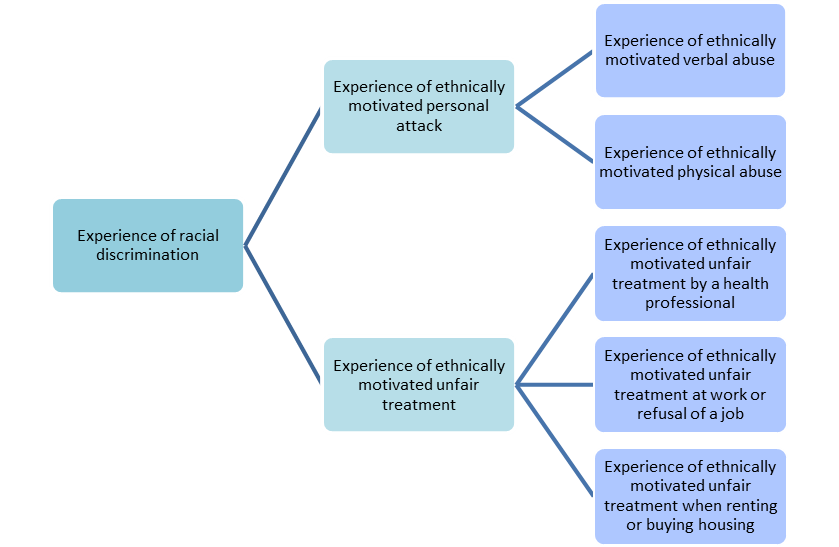 Experience of racial
discrimination
Experience of ethnically
motivated personal
attack
Experience of ethnically
motivated unfair
treatment
Experience of ethnically
motivated verbal abuse
Experience of ethnically
motivated physical abuse
Experience of ethnically
motivated unfair
treatment by a health
professional
Experience of ethnically
motivated unfair
treatment at work or
refusal of a job
Experience of ethnically
motivated unfair
treatment when renting
or buying housing